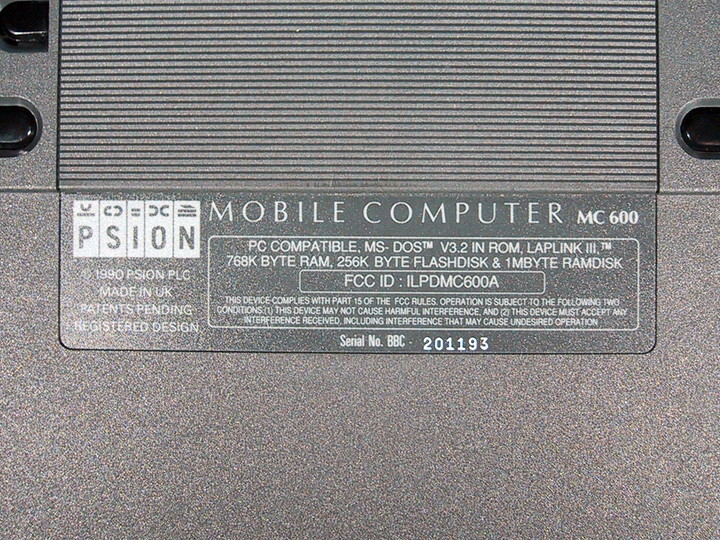 PSION
© 1990 PSION PLC
MADE IN UK
PATENTS PENDING
REGISTERED DESIGN
MOBILE COMPUTER MC 600
PC COMPATIBLE, MS- DOS™ V3.2 IN ROM, LAPLINK III,™
768K BYTE RAM, 256K BYTE FLASHDISK & 1MBYTE RAMDISK
FCC ID : ILPDMC600A
THIS DEVICE COMPLIES WITH PART 15 OF THE FCC RULES. OPERATION IS SUBJECT TO THE FOLLOWING TWO
CONDITIONS:(1) THIS DEVICE MAY NOT CAUSE HARMFUL INTERFERENCE, AND (2) THIS DEVICE MUST ACCEPT ANY
INTERFERENCE RECEIVED, INCLUDING INTERFERENCE THAT MAY CAUSE UNDESIRED OPERATION
Serial No. BBC - 201193